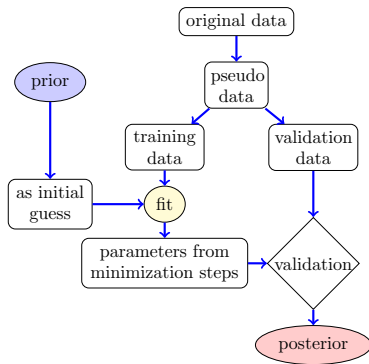 original data
pseudo
data
prior
training
data
validation
data
as initial
guess
fit
parameters from
minimization steps
validation
posterior